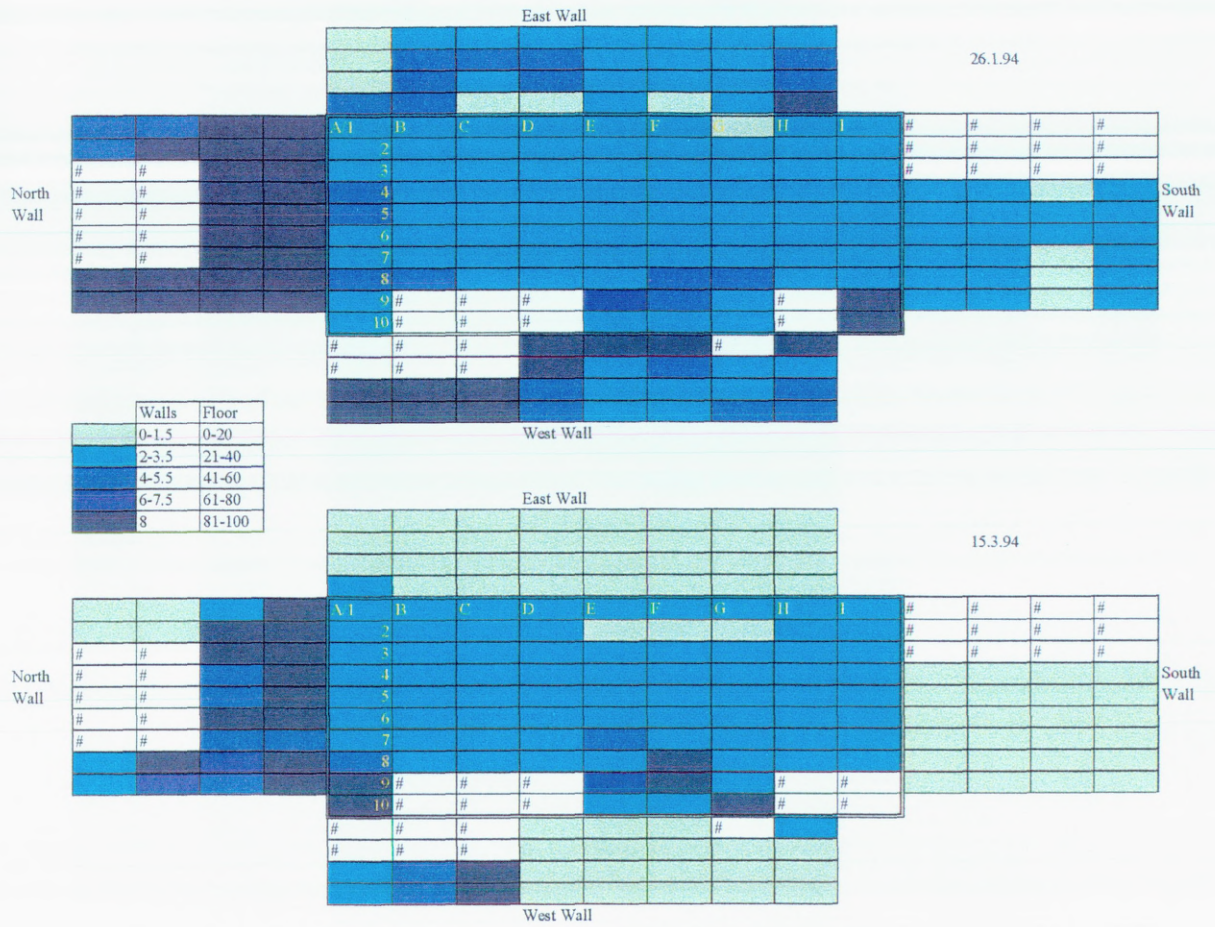 East Wall
26.1.94
A/1 B C D E F G H I # # # #
2 # # # #
# # 3 # # # #
North Wall
# # 4
# # 5
# # 6
# # 7
South Wall
8
9 # # # #
10 # # # #
# # # #
# # #
West Wall
Walls Floor
0-1.5 0-20
2-3.5 21-40
4-5.5 41-60
6-7.5 61-80
8 81-100
East Wall
15.3.94
A/1 B C D E F G H I # # # #
2 # # # #
# # 3 # # # #
North Wall
# # 4
# # 5
# # 6
# # 7
South Wall
8
9 # # # # #
10 # # # # #
# # # #
# # #
West Wall